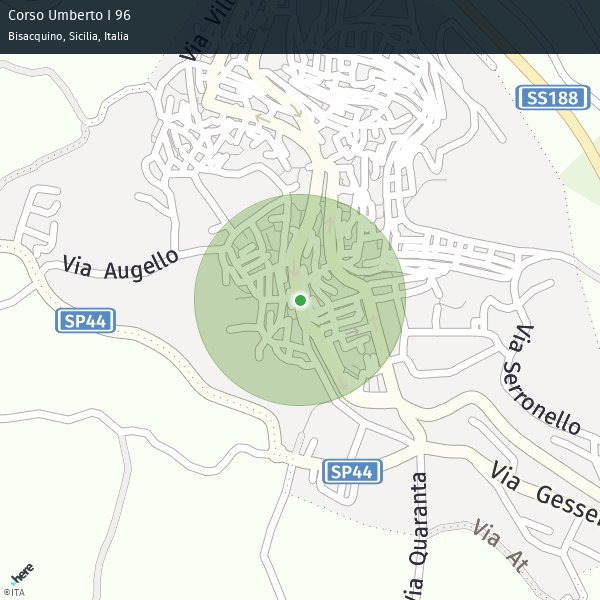 Corso Umberto I 96
Bisacquino, Sicilia, Italia
Via Vill
SS188
Via Augello
SP44
Via Serronello
SP44
Via Gesser
Via Quaranta
Via At
here
©ITA